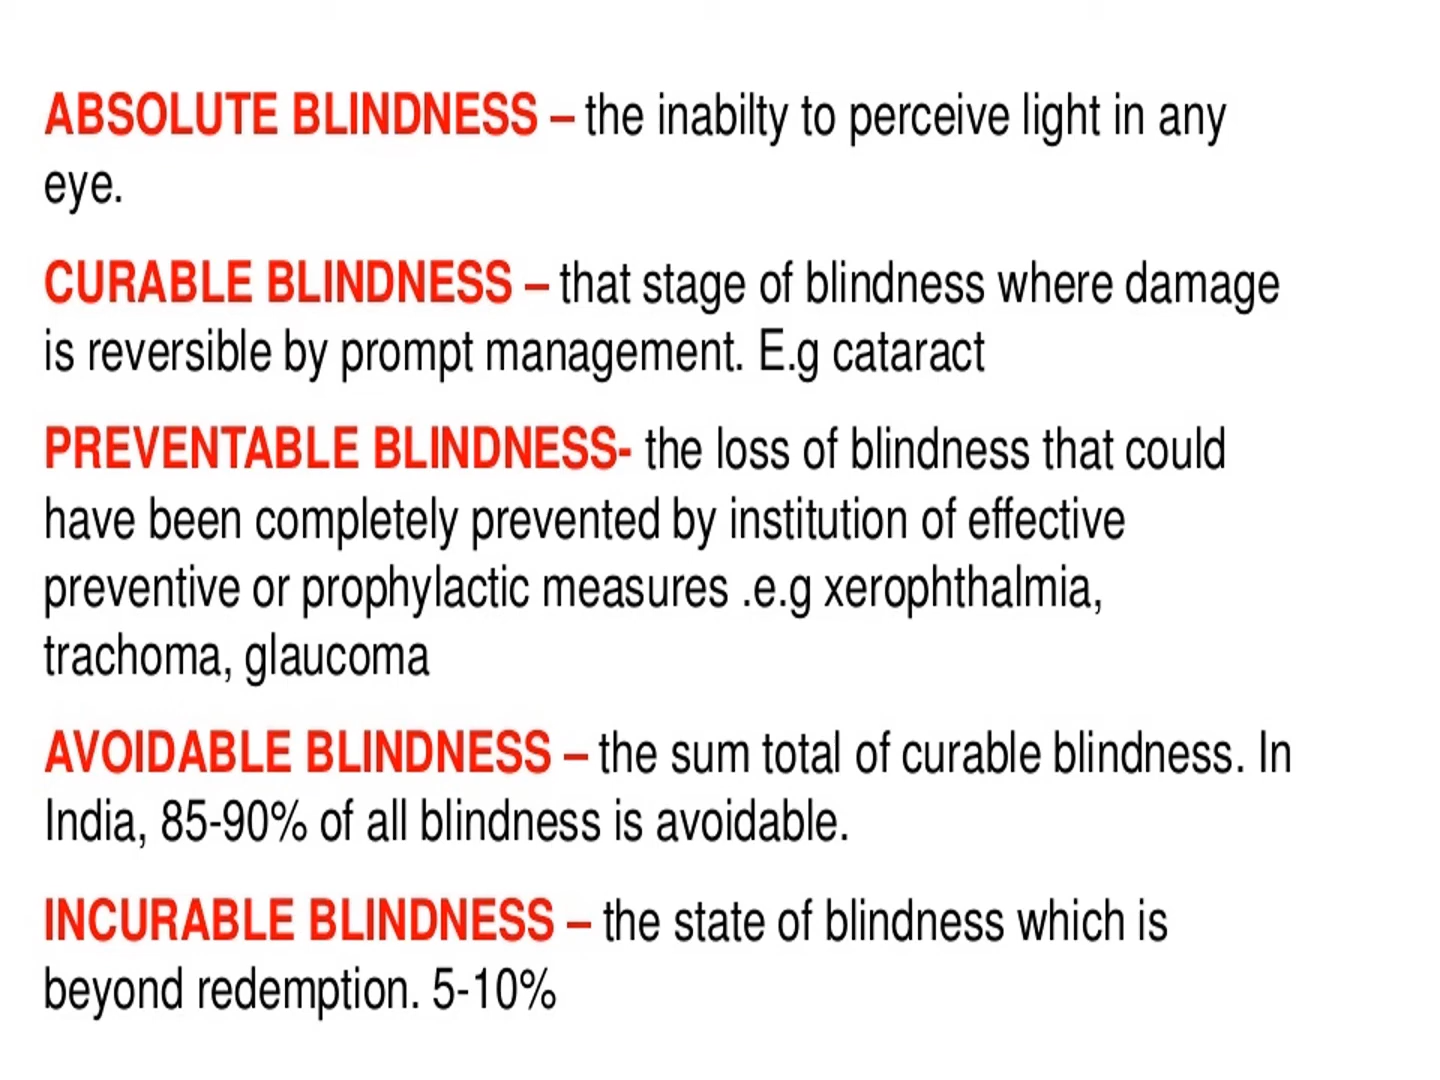 ABSOLUTE BLINDNESS – the inabilty to perceive light in any
eye.
CURABLE BLINDNESS – that stage of blindness where damage
is reversible by prompt management. E.g cataract
PREVENTABLE BLINDNESS- the loss of blindness that could
have been completely prevented by institution of effective
preventive or prophylactic measures .e.g xerophthalmia,
trachoma, glaucoma
AVOIDABLE BLINDNESS – the sum total of curable blindness. In
India, 85-90% of all blindness is avoidable.
INCURABLE BLINDNESS – the state of blindness which is
beyond redemption. 5-10%